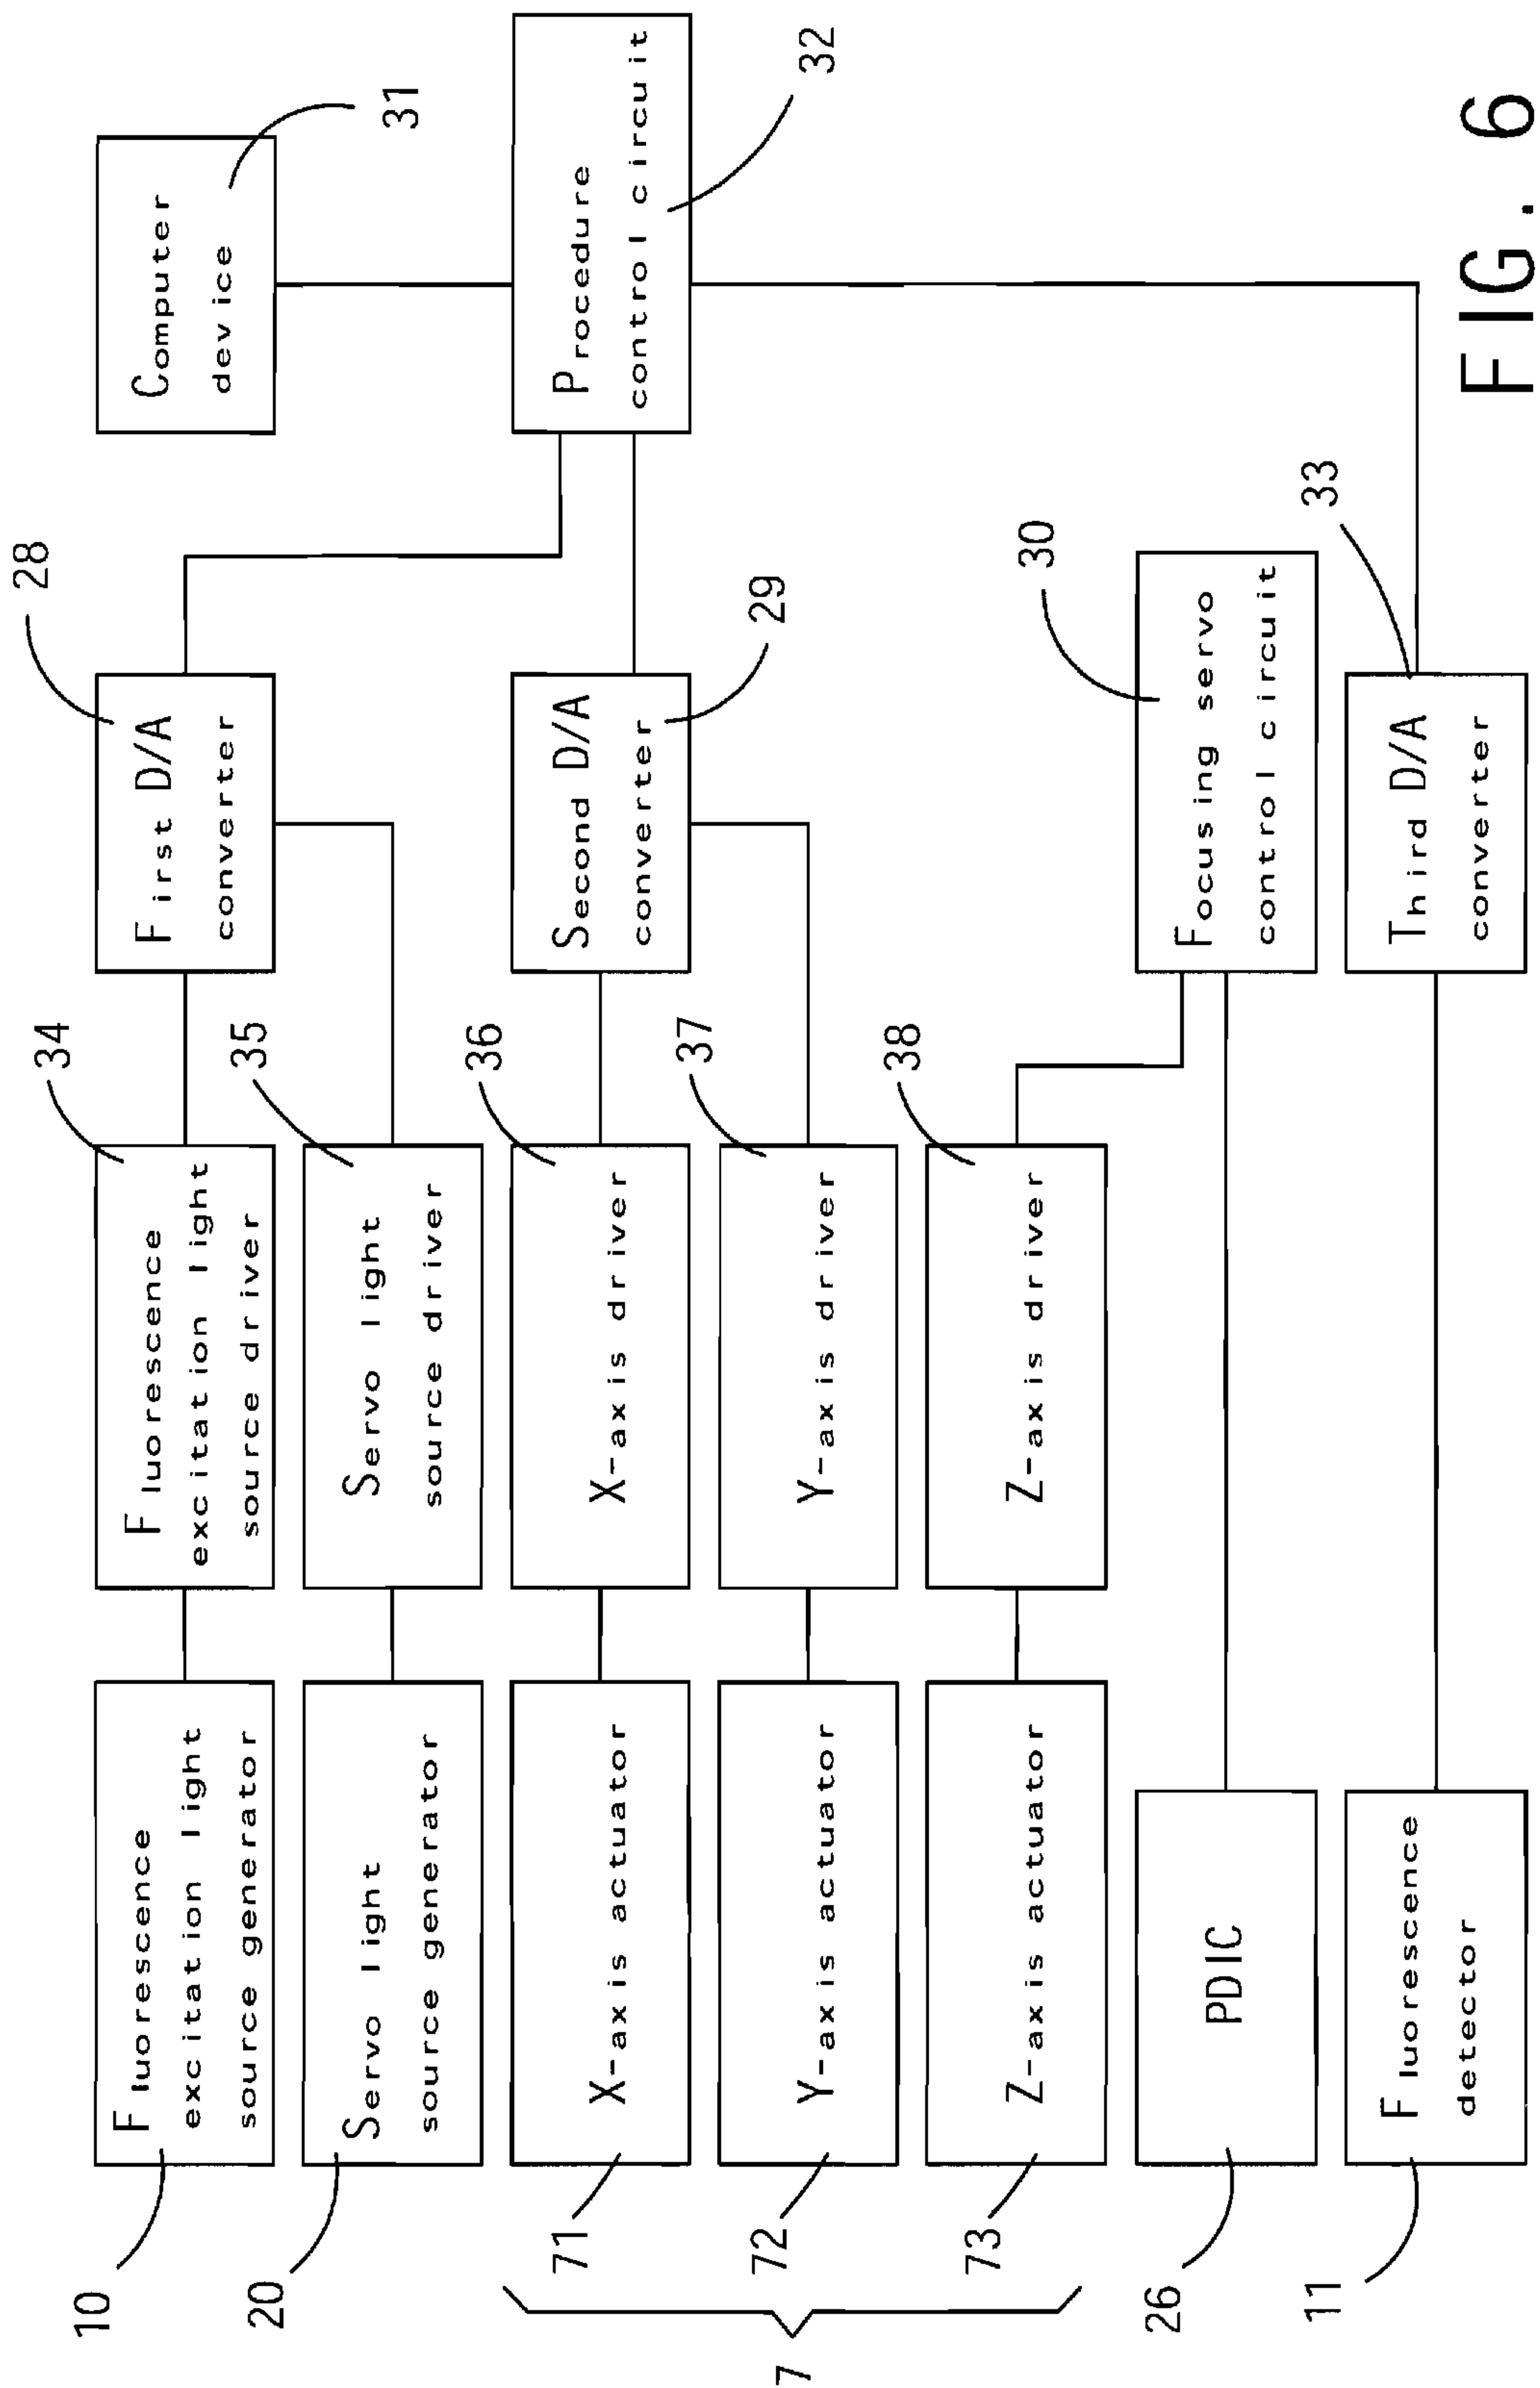 10
Fluorescence
excitation light
source generator
34
Fluorescence
excitation light
source driver
28
First D/A
converter
Computer
device
31
20
Servo light
source generator
35
Servo light
source driver
71
X-axis actuator
36
X-axis driver
Second D/A
converter
29
Procedure
control circuit
32
7
72
Y-axis actuator
37
Y-axis driver
73
Z-axis actuator
38
Z-axis driver
26
PDIC
30
Focusing servo
control circuit
11
Fluorescence
detector
33
Third D/A
converter
FIG. 6